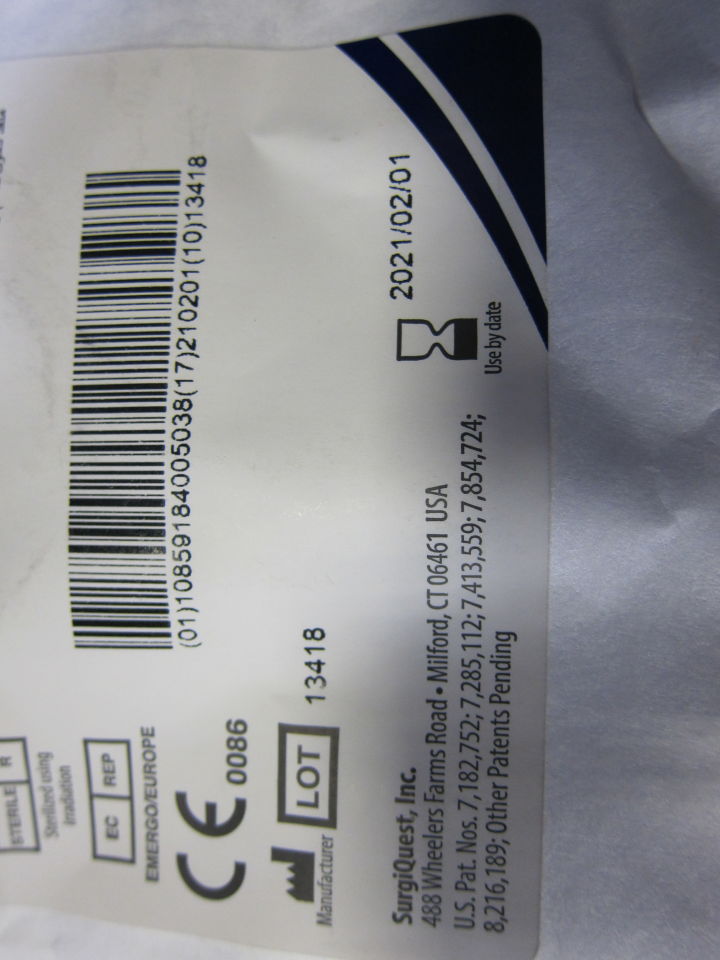 STERILE R
Sterilized using
irradiation
EC REP
EMERGO/EUROPE
CE 0086
(01)10859184005038(17)210201(10)13418
Manufacturer
LOT 13418
SurgiQuest, Inc.
488 Wheelers Farms Road • Milford, CT 06461 USA
U.S. Pat. Nos. 7,182,752; 7,285,112; 7,413,559; 7,854,724;
8,216,189; Other Patents Pending
2021/02/01
Use by date